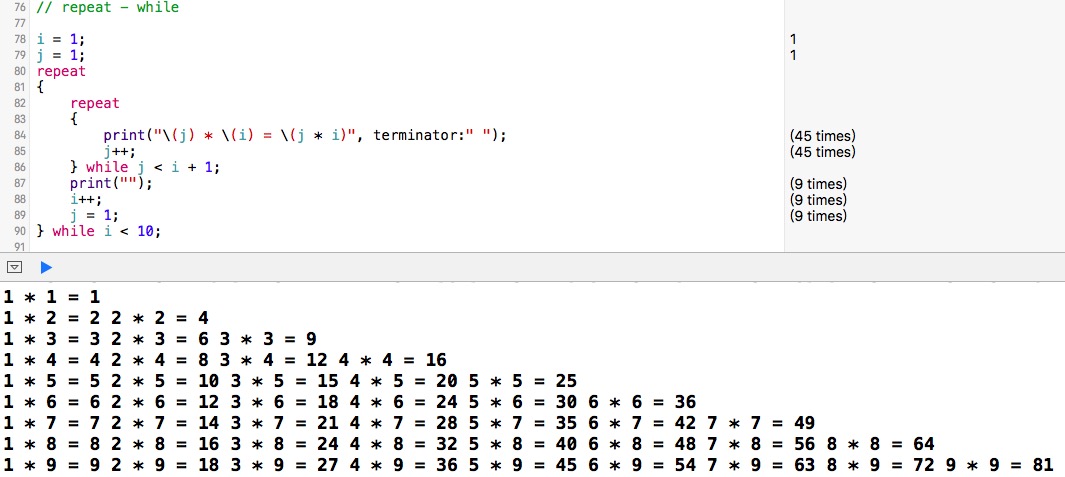 76 // repeat - while
77
78 i = 1; 1
79 j = 1; 1
80 repeat
81 {
82 repeat
83 {
84 print("\(j) * \(i) = \(j * i)", terminator:" "); (45 times)
85 j++; (45 times)
86 } while j < i + 1;
87 print(""); (9 times)
88 i++; (9 times)
89 j = 1; (9 times)
90 } while i < 10;
91
1 * 1 = 1
1 * 2 = 2 2 * 2 = 4
1 * 3 = 3 2 * 3 = 6 3 * 3 = 9
1 * 4 = 4 2 * 4 = 8 3 * 4 = 12 4 * 4 = 16
1 * 5 = 5 2 * 5 = 10 3 * 5 = 15 4 * 5 = 20 5 * 5 = 25
1 * 6 = 6 2 * 6 = 12 3 * 6 = 18 4 * 6 = 24 5 * 6 = 30 6 * 6 = 36
1 * 7 = 7 2 * 7 = 14 3 * 7 = 21 4 * 7 = 28 5 * 7 = 35 6 * 7 = 42 7 * 7 = 49
1 * 8 = 8 2 * 8 = 16 3 * 8 = 24 4 * 8 = 32 5 * 8 = 40 6 * 8 = 48 7 * 8 = 56 8 * 8 = 64
1 * 9 = 9 2 * 9 = 18 3 * 9 = 27 4 * 9 = 36 5 * 9 = 45 6 * 9 = 54 7 * 9 = 63 8 * 9 = 72 9 * 9 = 81